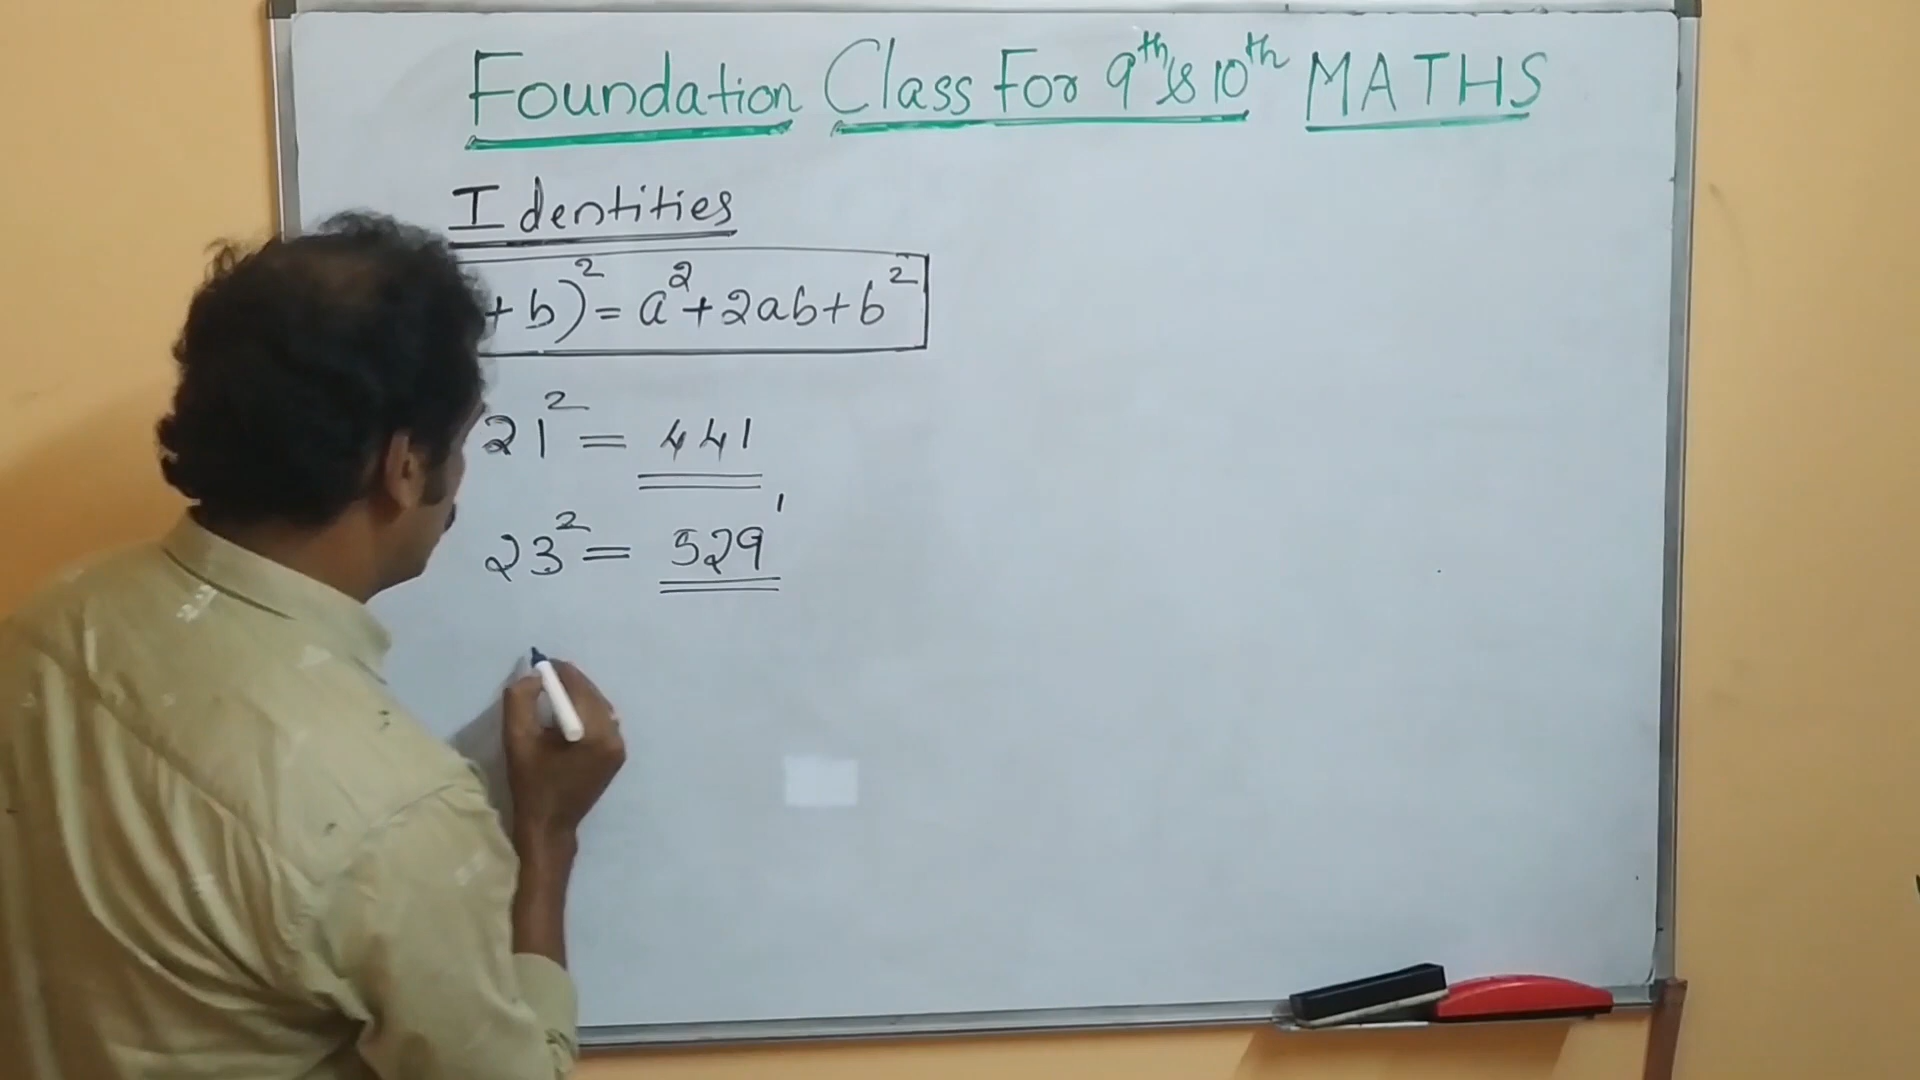 Foundation Class For 9th & 10th MATHS
Identities
+ b)² = a² + 2ab + b²
21² = 441
23² = 529